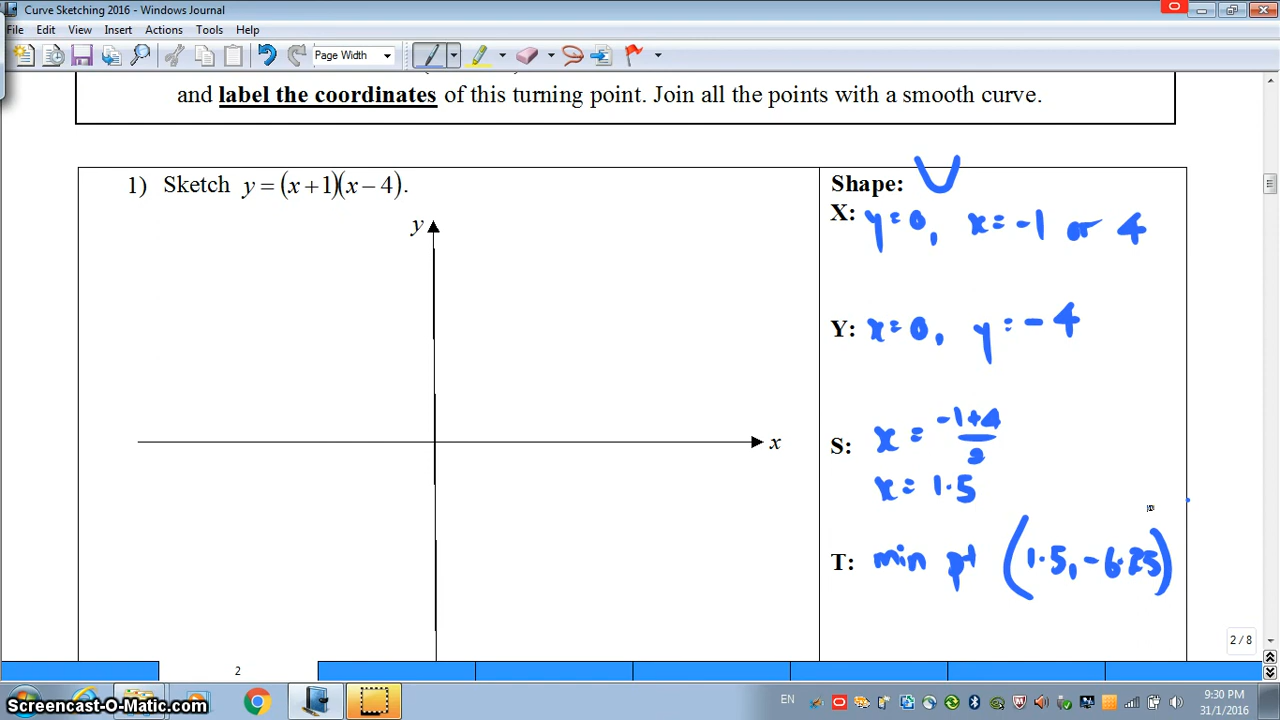 Curve Sketching 2016 - Windows Journal
File Edit View Insert Actions Tools Help
Page Width
and label the coordinates of this turning point. Join all the points with a smooth curve.
1) Sketch y = (x + 1)(x − 4).
y
x
Shape:
X: y = 0, x = -1 or 4
Y: x = 0, y = -4
S: x = -1+4
2
x = 1.5
T: min pt (1.5, -6.25)
2 / 8
2
EN
9:30 PM
31/1/2016
Screencast-O-Matic.com